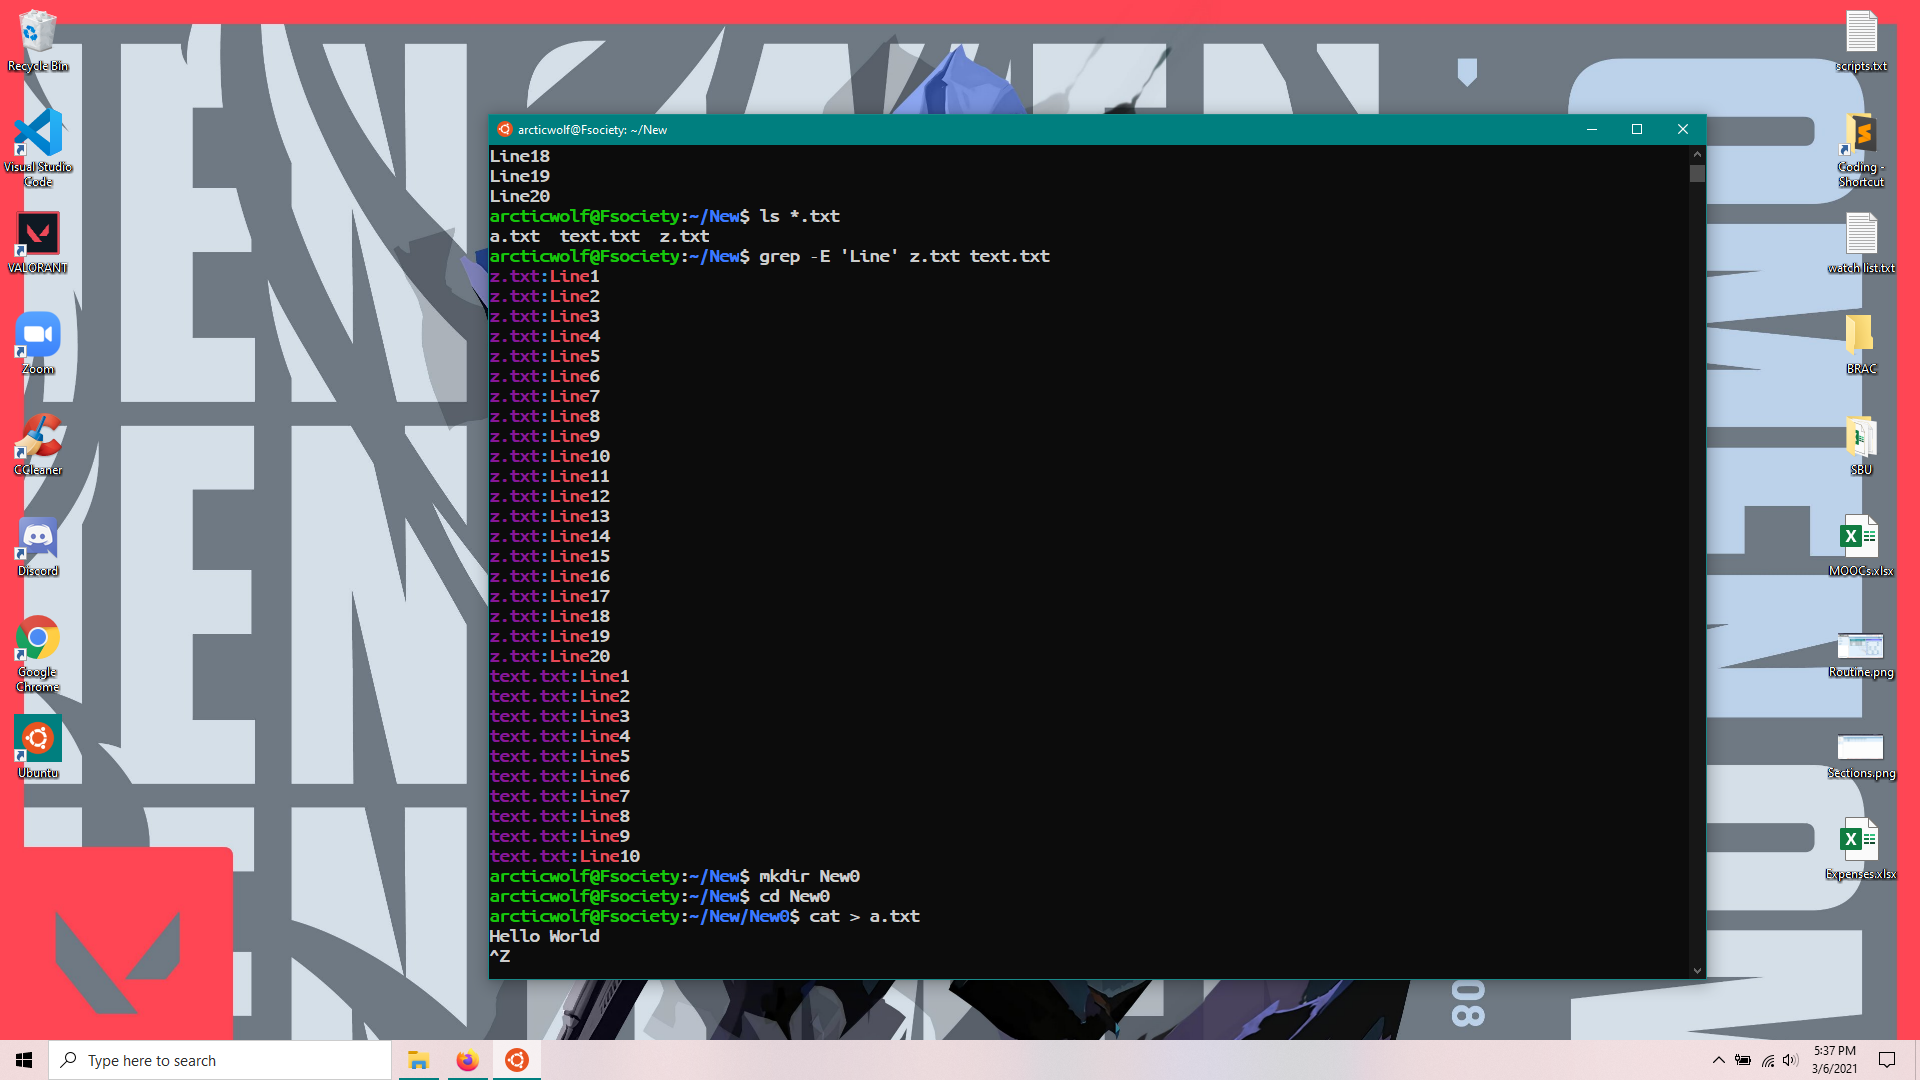 Recycle Bin
Visual Studio
Code
VALORANT
Zoom
CCleaner
Discord
Google
Chrome
Ubuntu
arcticwolf@Fsociety: ~/New
Line18
Line19
Line20
arcticwolf@Fsociety:~/New$ ls *.txt
a.txt  text.txt  z.txt
arcticwolf@Fsociety:~/New$ grep -E 'Line' z.txt text.txt
z.txt:Line1
z.txt:Line2
z.txt:Line3
z.txt:Line4
z.txt:Line5
z.txt:Line6
z.txt:Line7
z.txt:Line8
z.txt:Line9
z.txt:Line10
z.txt:Line11
z.txt:Line12
z.txt:Line13
z.txt:Line14
z.txt:Line15
z.txt:Line16
z.txt:Line17
z.txt:Line18
z.txt:Line19
z.txt:Line20
text.txt:Line1
text.txt:Line2
text.txt:Line3
text.txt:Line4
text.txt:Line5
text.txt:Line6
text.txt:Line7
text.txt:Line8
text.txt:Line9
text.txt:Line10
arcticwolf@Fsociety:~/New$ mkdir New0
arcticwolf@Fsociety:~/New$ cd New0
arcticwolf@Fsociety:~/New/New0$ cat > a.txt
Hello World
^Z
scripts.txt
Coding -
Shortcut
watch list.txt
BRAC
SBU
MOOCs.xlsx
Routine.png
Sections.png
Expenses.xlsx
80
Type here to search
5:37 PM
3/6/2021